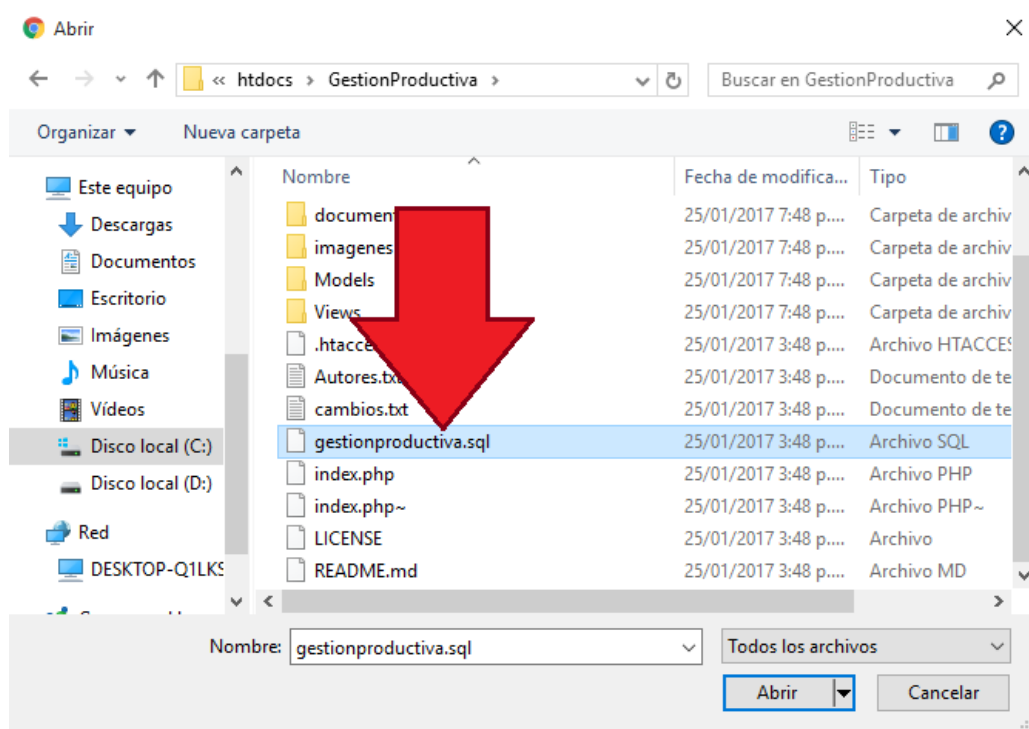 Abrir
« htdocs › GestionProductiva ›
Buscar en GestionProductiva
Organizar
Nueva carpeta
Este equipo
Descargas
Documentos
Escritorio
Imágenes
Música
Vídeos
Disco local (C:)
Disco local (D:)
Red
DESKTOP-Q1LKS
Nombre Fecha de modifica... Tipo
documen 25/01/2017 7:48 p.... Carpeta de archiv
imagenes 25/01/2017 7:48 p.... Carpeta de archiv
Models 25/01/2017 7:48 p.... Carpeta de archiv
Views 25/01/2017 7:48 p.... Carpeta de archiv
.htacce 25/01/2017 3:48 p.... Archivo HTACCES
Autores.tx 25/01/2017 3:48 p.... Documento de te
cambios.txt 25/01/2017 3:48 p.... Documento de te
gestionproductiva.sql 25/01/2017 3:48 p.... Archivo SQL
index.php 25/01/2017 3:48 p.... Archivo PHP
index.php~ 25/01/2017 3:48 p.... Archivo PHP~
LICENSE 25/01/2017 3:48 p.... Archivo
README.md 25/01/2017 3:48 p.... Archivo MD
Nombre: gestionproductiva.sql
Todos los archivos
Abrir
Cancelar